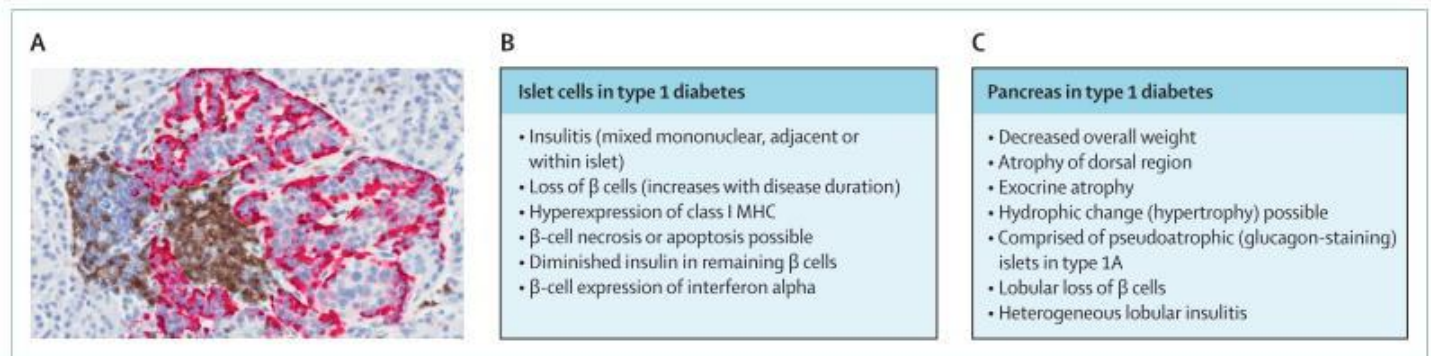 A
B
Islet cells in type 1 diabetes
• Insulitis (mixed mononuclear, adjacent or
within islet)
• Loss of β cells (increases with disease duration)
• Hyperexpression of class I MHC
• β-cell necrosis or apoptosis possible
• Diminished insulin in remaining β cells
• β-cell expression of interferon alpha
C
Pancreas in type 1 diabetes
• Decreased overall weight
• Atrophy of dorsal region
• Exocrine atrophy
• Hydrophic change (hypertrophy) possible
• Comprised of pseudoatrophic (glucagon-staining)
islets in type 1A
• Lobular loss of β cells
• Heterogeneous lobular insulitis